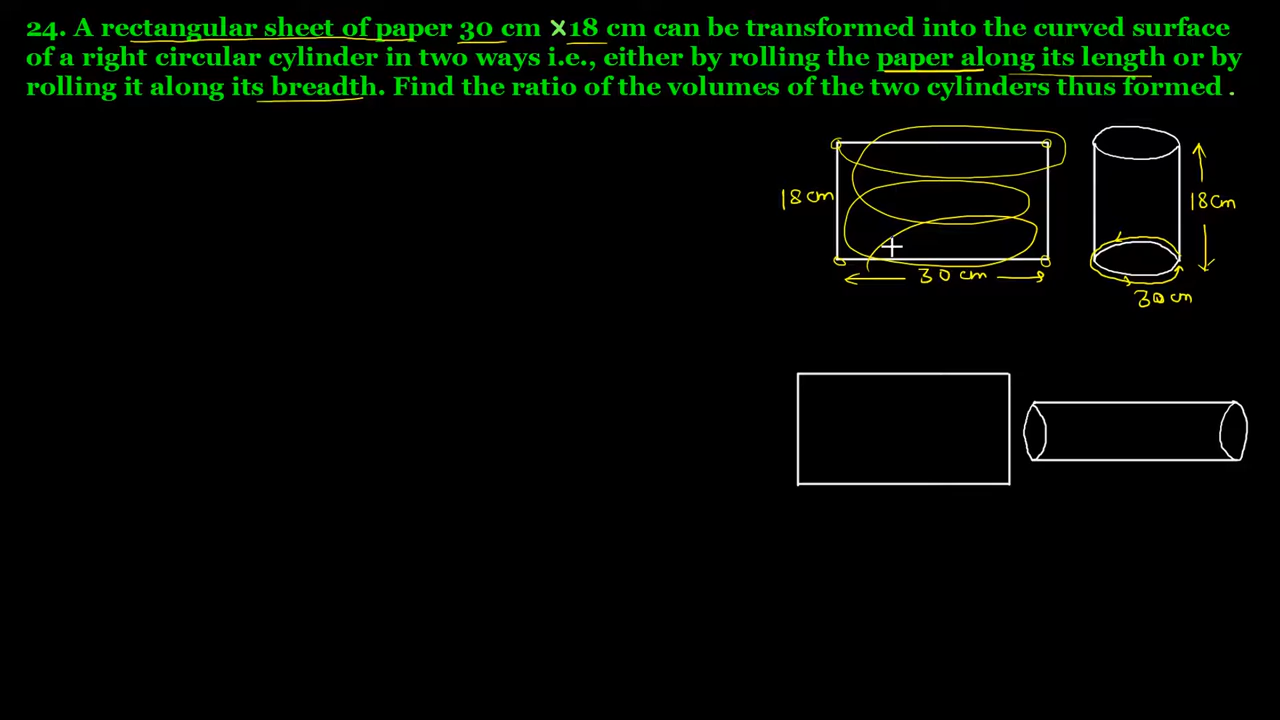 24. A rectangular sheet of paper 30 cm ×18 cm can be transformed into the curved surface
of a right circular cylinder in two ways i.e., either by rolling the paper along its length or by
rolling it along its breadth. Find the ratio of the volumes of the two cylinders thus formed .
18 cm
18 cm
30 cm
30 cm